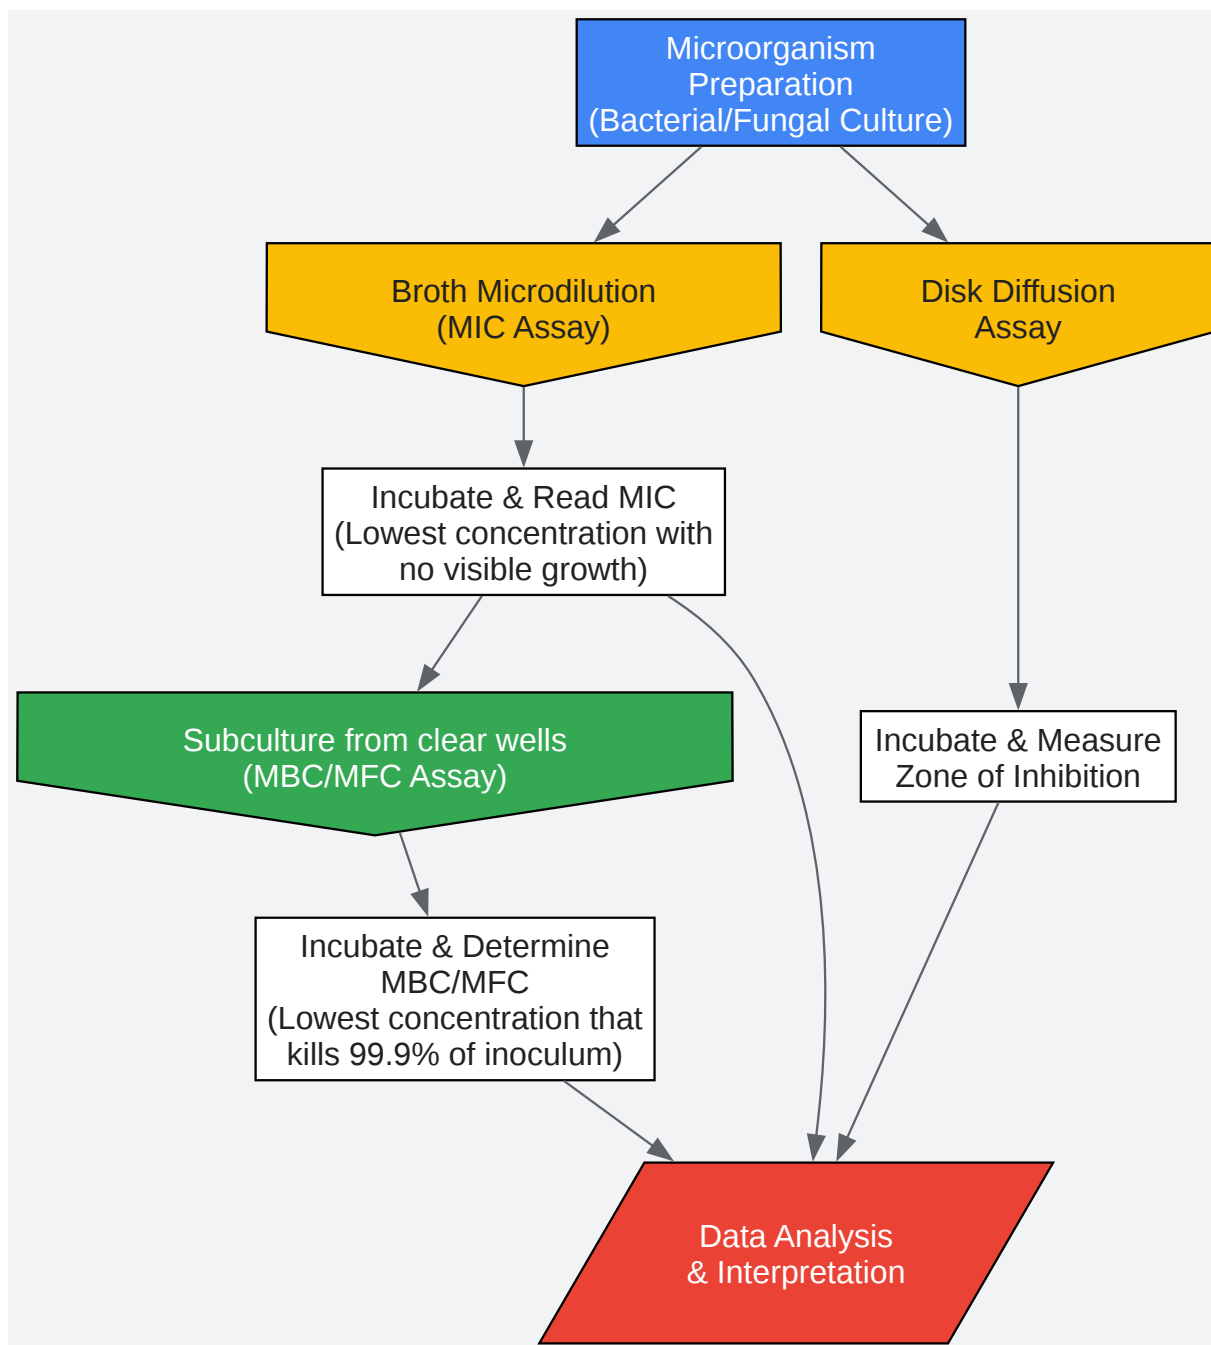 Microorganism
Preparation
(Bacterial/Fungal Culture)
Broth Microdilution
(MIC Assay)
Disk Diffusion
Assay
Incubate & Read MIC
(Lowest concentration with
no visible growth)
Subculture from clear wells
(MBC/MFC Assay)
Incubate & Measure
Zone of Inhibition
Incubate & Determine
MBC/MFC
(Lowest concentration that
kills 99.9% of inoculum)
Data Analysis
& Interpretation